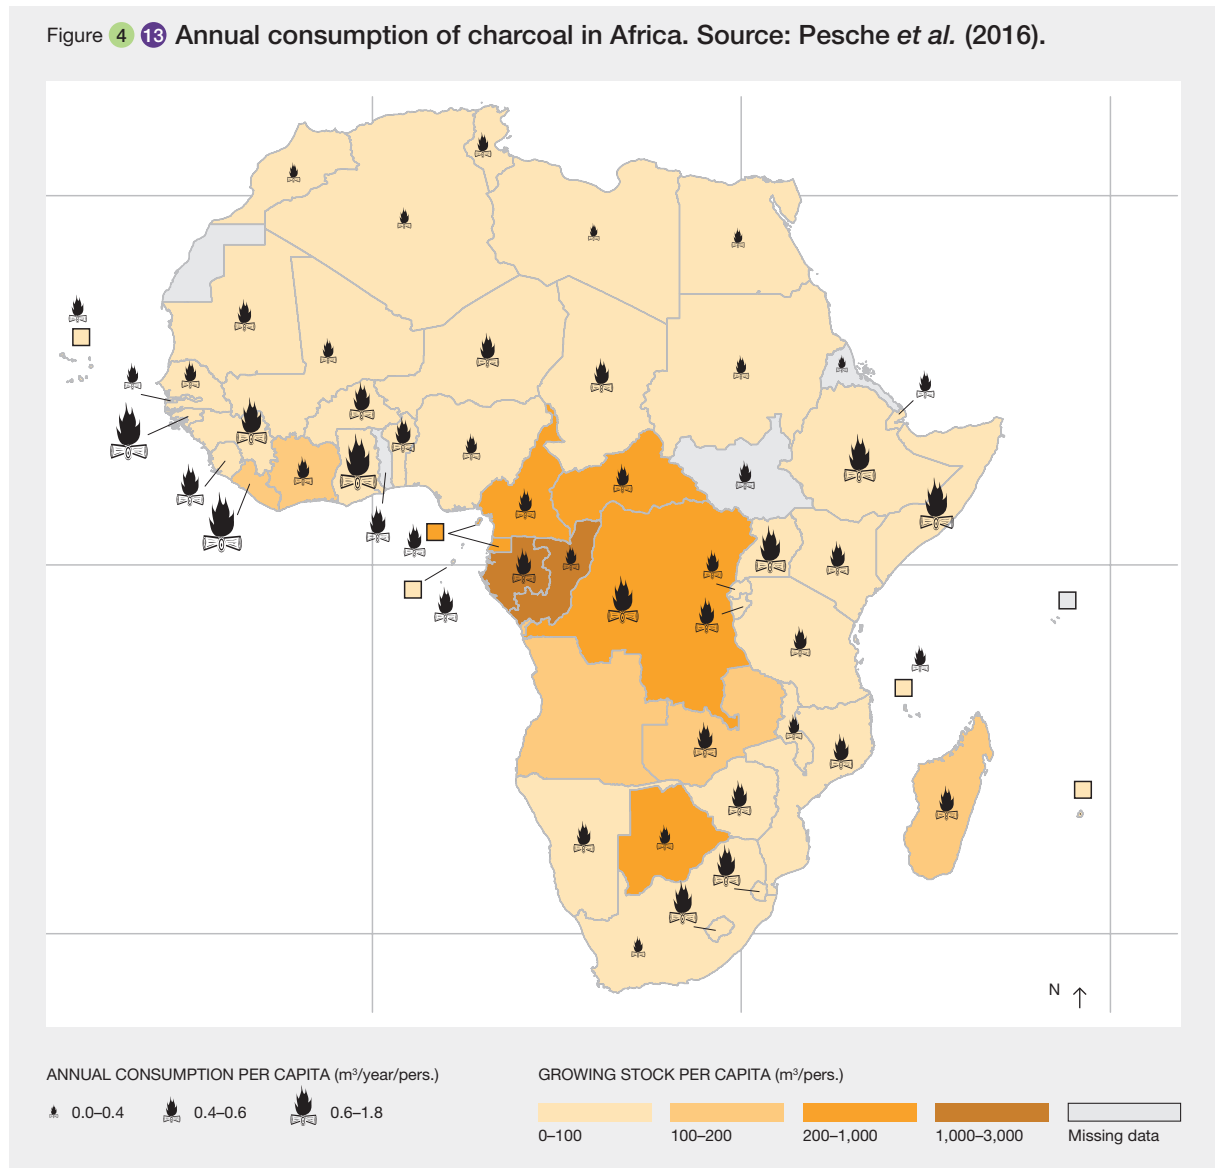 Figure 4 13 Annual consumption of charcoal in Africa. Source: Pesche et al. (2016).
N
ANNUAL CONSUMPTION PER CAPITA (m³/year/pers.)
0.0–0.4
0.4–0.6
0.6–1.8
GROWING STOCK PER CAPITA (m³/pers.)
0–100
100–200
200–1,000
1,000–3,000
Missing data